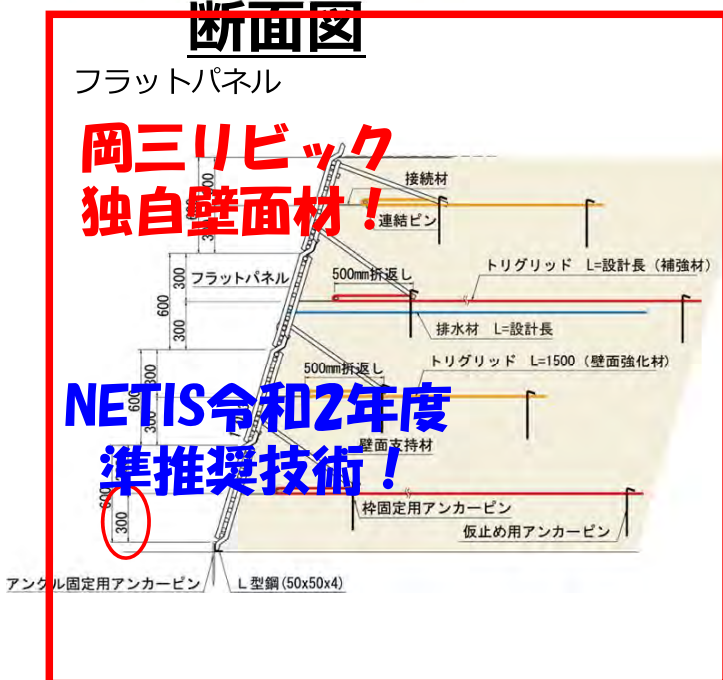 断面図
フラットパネル
岡三リビック
独自壁面材！
接続材
300
600
300
連結ピン
トリグリッド L=設計長（補強材）
フラットパネル
500mm折返し
300
600
300
排水材 L=設計長
トリグリッド L=1500（壁面強化材）
500mm折返し
300
600
300
NETIS令和2年度
準推奨技術！
壁面支持材
600
300
枠固定用アンカーピン
仮止め用アンカーピン
アングル固定用アンカーピン
L型鋼(50x50x4)